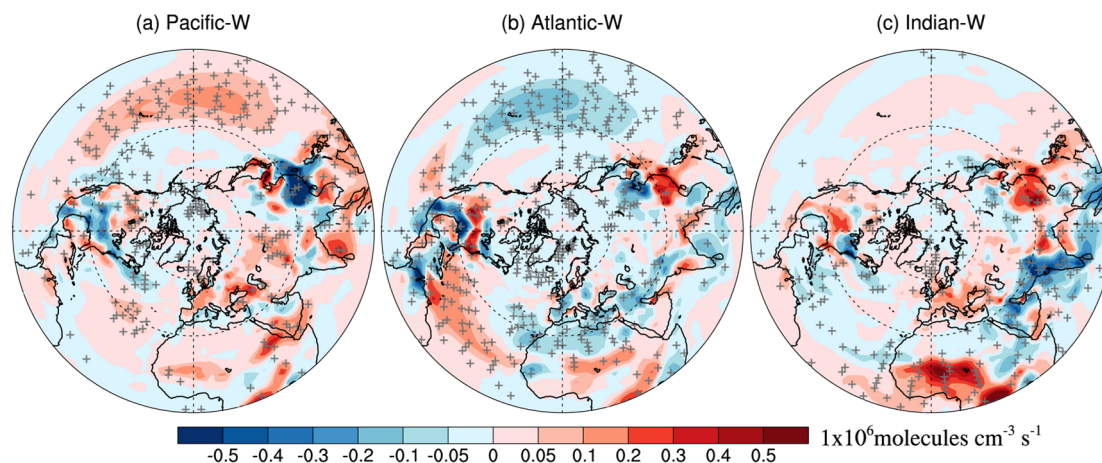 (a) Pacific-W
(b) Atlantic-W
(c) Indian-W
-0.5 -0.4 -0.3 -0.2 -0.1 -0.05 0 0.05 0.1 0.2 0.3 0.4 0.5
1x10⁶molecules cm⁻³ s⁻¹